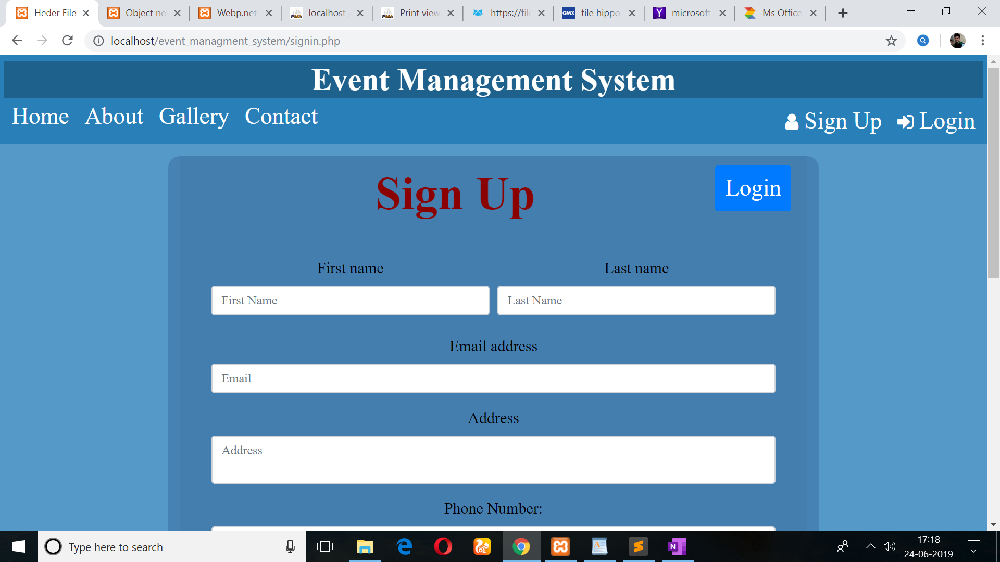 Heder File
Object no
Webp.net
localhost /
Print view
https://file
file hippo
microsoft
Ms Office
localhost/event_managment_system/signin.php
Event Management System
Home About Gallery Contact
Sign Up Login
Sign Up
Login
First name Last name
First Name Last Name
Email address
Email
Address
Address
Phone Number:
Type here to search
17:18
24-06-2019